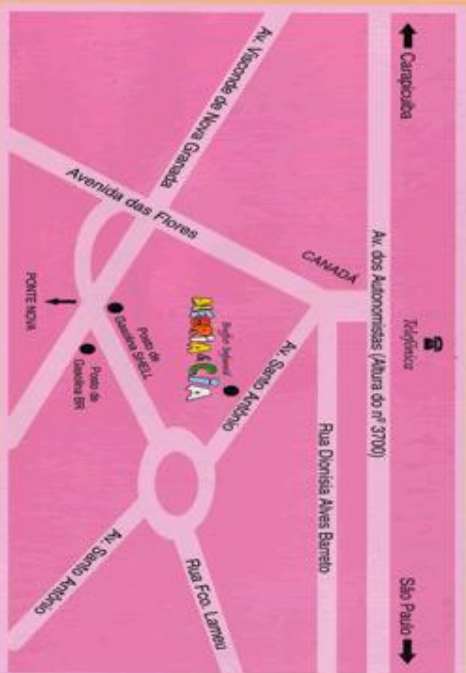 Carapicuíba
São Paulo
Telefónica
Av. dos Autonomistas (Altura do nº 3700)
CANADÁ
Rua Dionísia Alves Barreto
Av. Visconde de Nova Granada
Avenida das Flores
Av. Santo Antônio
Buffet Infantil
ALEGRIA & CIA
Posto de
Gasolina SHELL
Posto de
Gasolina BR
PONTE NOVA
Rua Fco. Lameu
Av. Santo Antônio